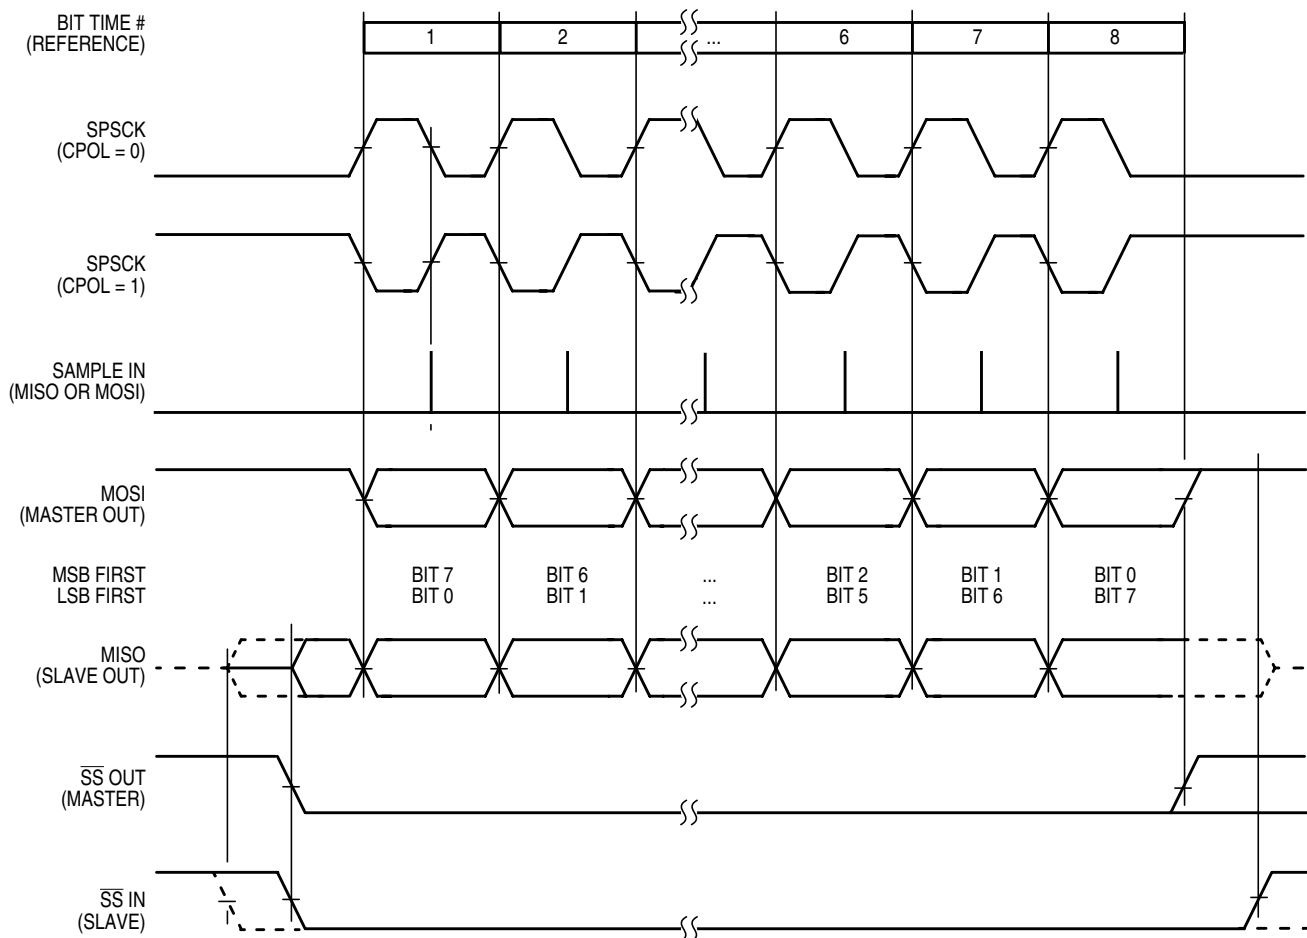 BIT TIME #
(REFERENCE)
1 2 ... 6 7 8
SPSCK
(CPOL = 0)
SPSCK
(CPOL = 1)
SAMPLE IN
(MISO OR MOSI)
MOSI
(MASTER OUT)
MSB FIRST BIT 7 BIT 6 ... BIT 2 BIT 1 BIT 0
LSB FIRST BIT 0 BIT 1 ... BIT 5 BIT 6 BIT 7
MISO
(SLAVE OUT)
S̅S̅ OUT
(MASTER)
S̅S̅ IN
(SLAVE)